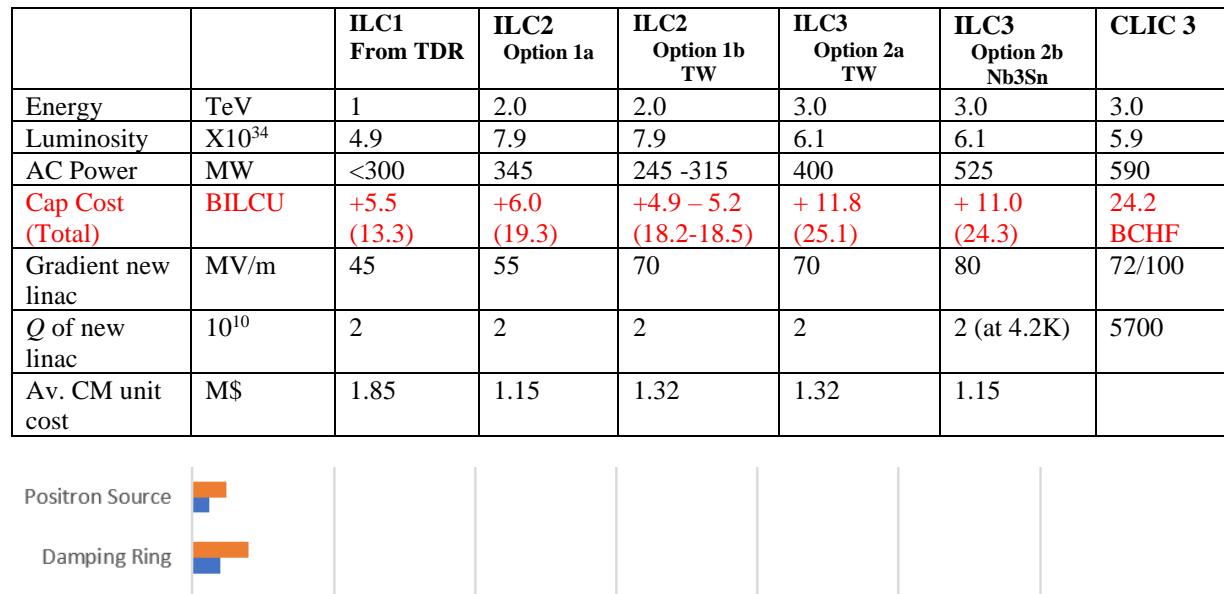 ILC1 ILC2 ILC2 ILC3 ILC3 CLIC 3
From TDR Option 1a Option 1b Option 2a Option 2b
TW TW Nb3Sn
Energy TeV 1 2.0 2.0 3.0 3.0 3.0
Luminosity X10³⁴ 4.9 7.9 7.9 6.1 6.1 5.9
AC Power MW <300 345 245 -315 400 525 590
Cap Cost BILCU +5.5 +6.0 +4.9 – 5.2 + 11.8 + 11.0 24.2
(Total) (13.3) (19.3) (18.2-18.5) (25.1) (24.3) BCHF
Gradient new MV/m 45 55 70 70 80 72/100
linac
Q of new 10¹⁰ 2 2 2 2 2 (at 4.2K) 5700
linac
Av. CM unit M$ 1.85 1.15 1.32 1.32 1.15
cost
Positron Source
Damping Ring